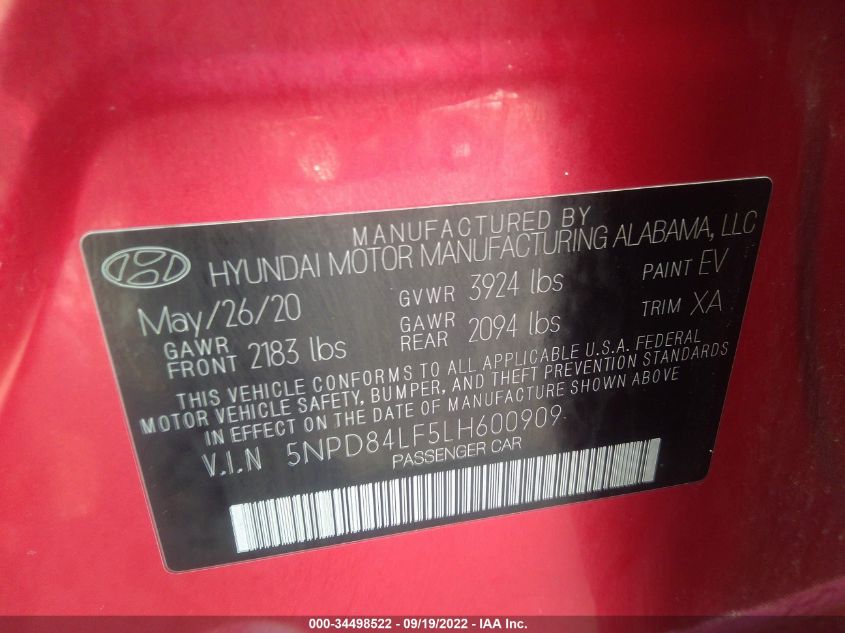 MANUFACTURED BY
HYUNDAI MOTOR MANUFACTURING ALABAMA, LLC
May/26/20 GVWR 3924 lbs PAINT EV
GAWR FRONT 2183 lbs GAWR REAR 2094 lbs TRIM XA
THIS VEHICLE CONFORMS TO ALL APPLICABLE U.S.A. FEDERAL
MOTOR VEHICLE SAFETY, BUMPER, AND THEFT PREVENTION STANDARDS
IN EFFECT ON THE DATE OF MANUFACTURE SHOWN ABOVE
V.I.N 5NPD84LF5LH600909
PASSENGER CAR
000-34498522 - 09/19/2022 - IAA Inc.